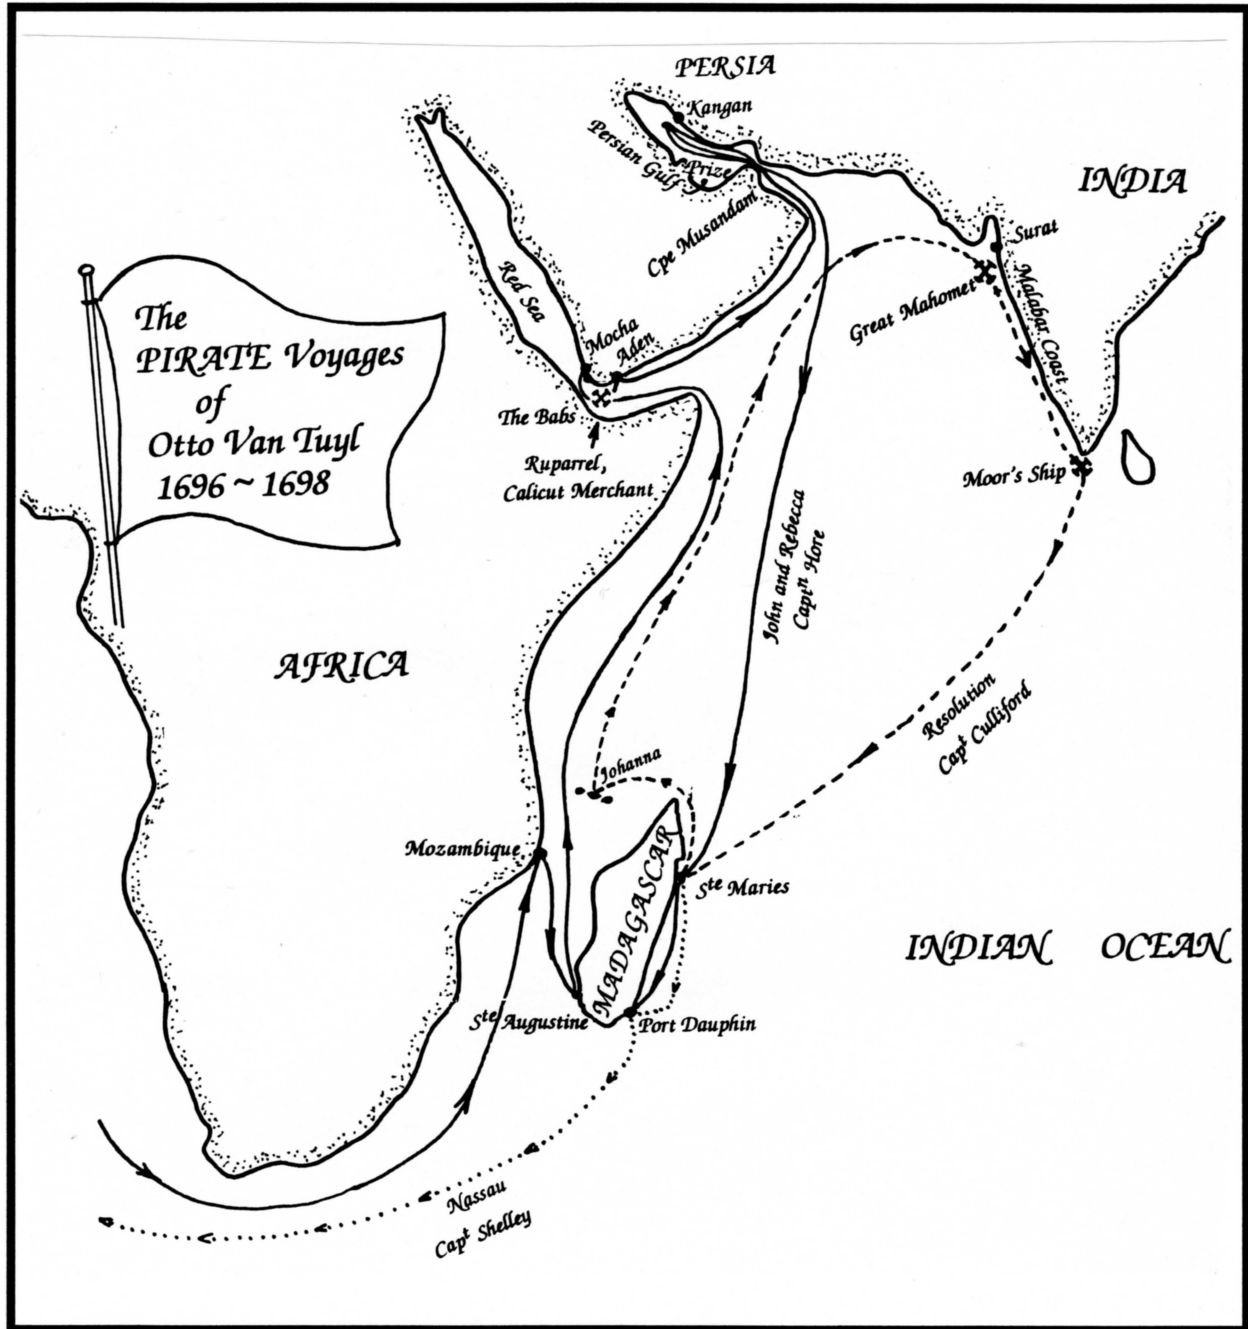 PERSIA
Kangan
Persian Gulf
Prize
INDIA
Cpe Musandam
Surat
Red Sea
Great Mahomet
Malabar Coast
The
PIRATE Voyages
of
Otto Van Tuyl
1696 ~ 1698
Mocha
Aden
The Babs
Ruparrel,
Calicut Merchant
Moor's Ship
John and Rebecca
Captⁿ Hore
AFRICA
Resolution
Capᵗ Culliford
Johanna
Mozambique
MADAGASCAR
Sᵗᵉ Maries
INDIAN OCEAN
Sᵗᵉ Augustine
Port Dauphin
Nassau
Capᵗ Shelley